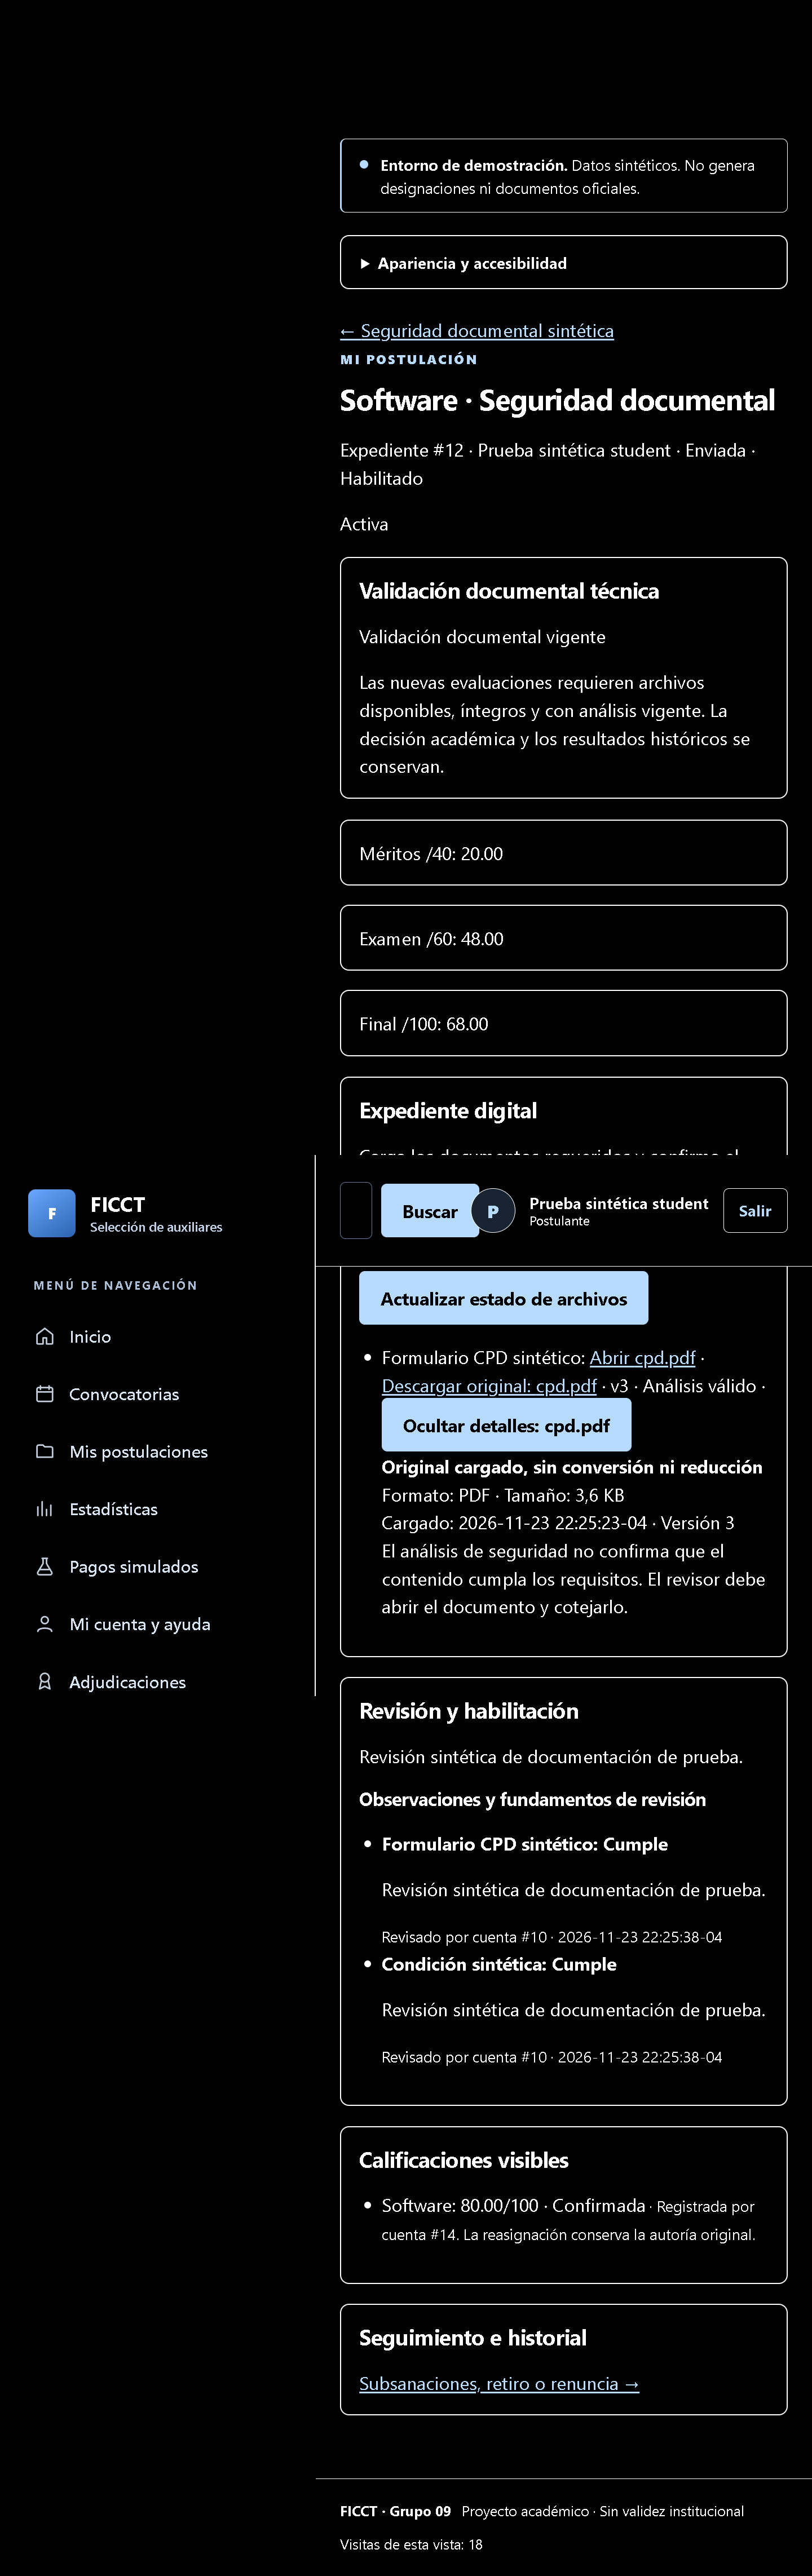 Entorno de demostración. Datos sintéticos. No genera
designaciones ni documentos oficiales.
▶ Apariencia y accesibilidad
← Seguridad documental sintética
MI POSTULACIÓN
Software · Seguridad documental
Expediente #12 · Prueba sintética student · Enviada ·
Habilitado
Activa
Validación documental técnica
Validación documental vigente
Las nuevas evaluaciones requieren archivos
disponibles, íntegros y con análisis vigente. La
decisión académica y los resultados históricos se
conservan.
Méritos /40: 20.00
Examen /60: 48.00
Final /100: 68.00
Expediente digital
F
FICCT
Selección de auxiliares
MENÚ DE NAVEGACIÓN
Inicio
Convocatorias
Mis postulaciones
Estadísticas
Pagos simulados
Mi cuenta y ayuda
Adjudicaciones
Buscar
P
Prueba sintética student
Postulante
Salir
Actualizar estado de archivos
• Formulario CPD sintético: Abrir cpd.pdf ·
Descargar original: cpd.pdf · v3 · Análisis válido ·
Ocultar detalles: cpd.pdf
Original cargado, sin conversión ni reducción
Formato: PDF · Tamaño: 3,6 KB
Cargado: 2026-11-23 22:25:23-04 · Versión 3
El análisis de seguridad no confirma que el
contenido cumpla los requisitos. El revisor debe
abrir el documento y cotejarlo.
Revisión y habilitación
Revisión sintética de documentación de prueba.
Observaciones y fundamentos de revisión
• Formulario CPD sintético: Cumple
Revisión sintética de documentación de prueba.
Revisado por cuenta #10 · 2026-11-23 22:25:38-04
• Condición sintética: Cumple
Revisión sintética de documentación de prueba.
Revisado por cuenta #10 · 2026-11-23 22:25:38-04
Calificaciones visibles
• Software: 80.00/100 · Confirmada · Registrada por
cuenta #14. La reasignación conserva la autoría original.
Seguimiento e historial
Subsanaciones, retiro o renuncia →
FICCT · Grupo 09 Proyecto académico · Sin validez institucional
Visitas de esta vista: 18